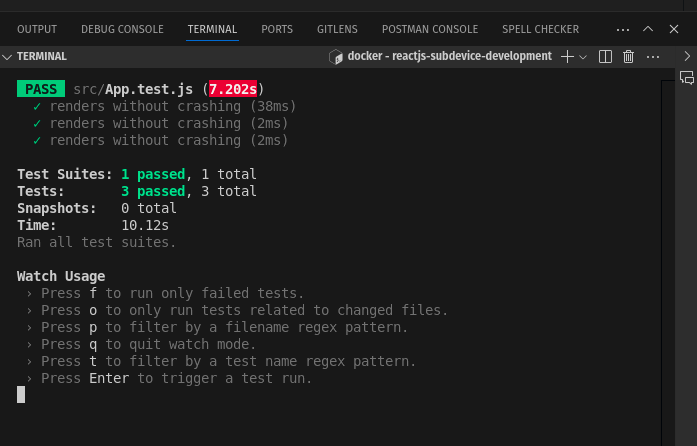 OUTPUT DEBUG CONSOLE TERMINAL PORTS GITLENS POSTMAN CONSOLE SPELL CHECKER
TERMINAL docker - reactjs-subdevice-development
PASS src/App.test.js (7.202s)
✓ renders without crashing (38ms)
✓ renders without crashing (2ms)
✓ renders without crashing (2ms)
Test Suites: 1 passed, 1 total
Tests: 3 passed, 3 total
Snapshots: 0 total
Time: 10.12s
Ran all test suites.
Watch Usage
› Press f to run only failed tests.
› Press o to only run tests related to changed files.
› Press p to filter by a filename regex pattern.
› Press q to quit watch mode.
› Press t to filter by a test name regex pattern.
› Press Enter to trigger a test run.